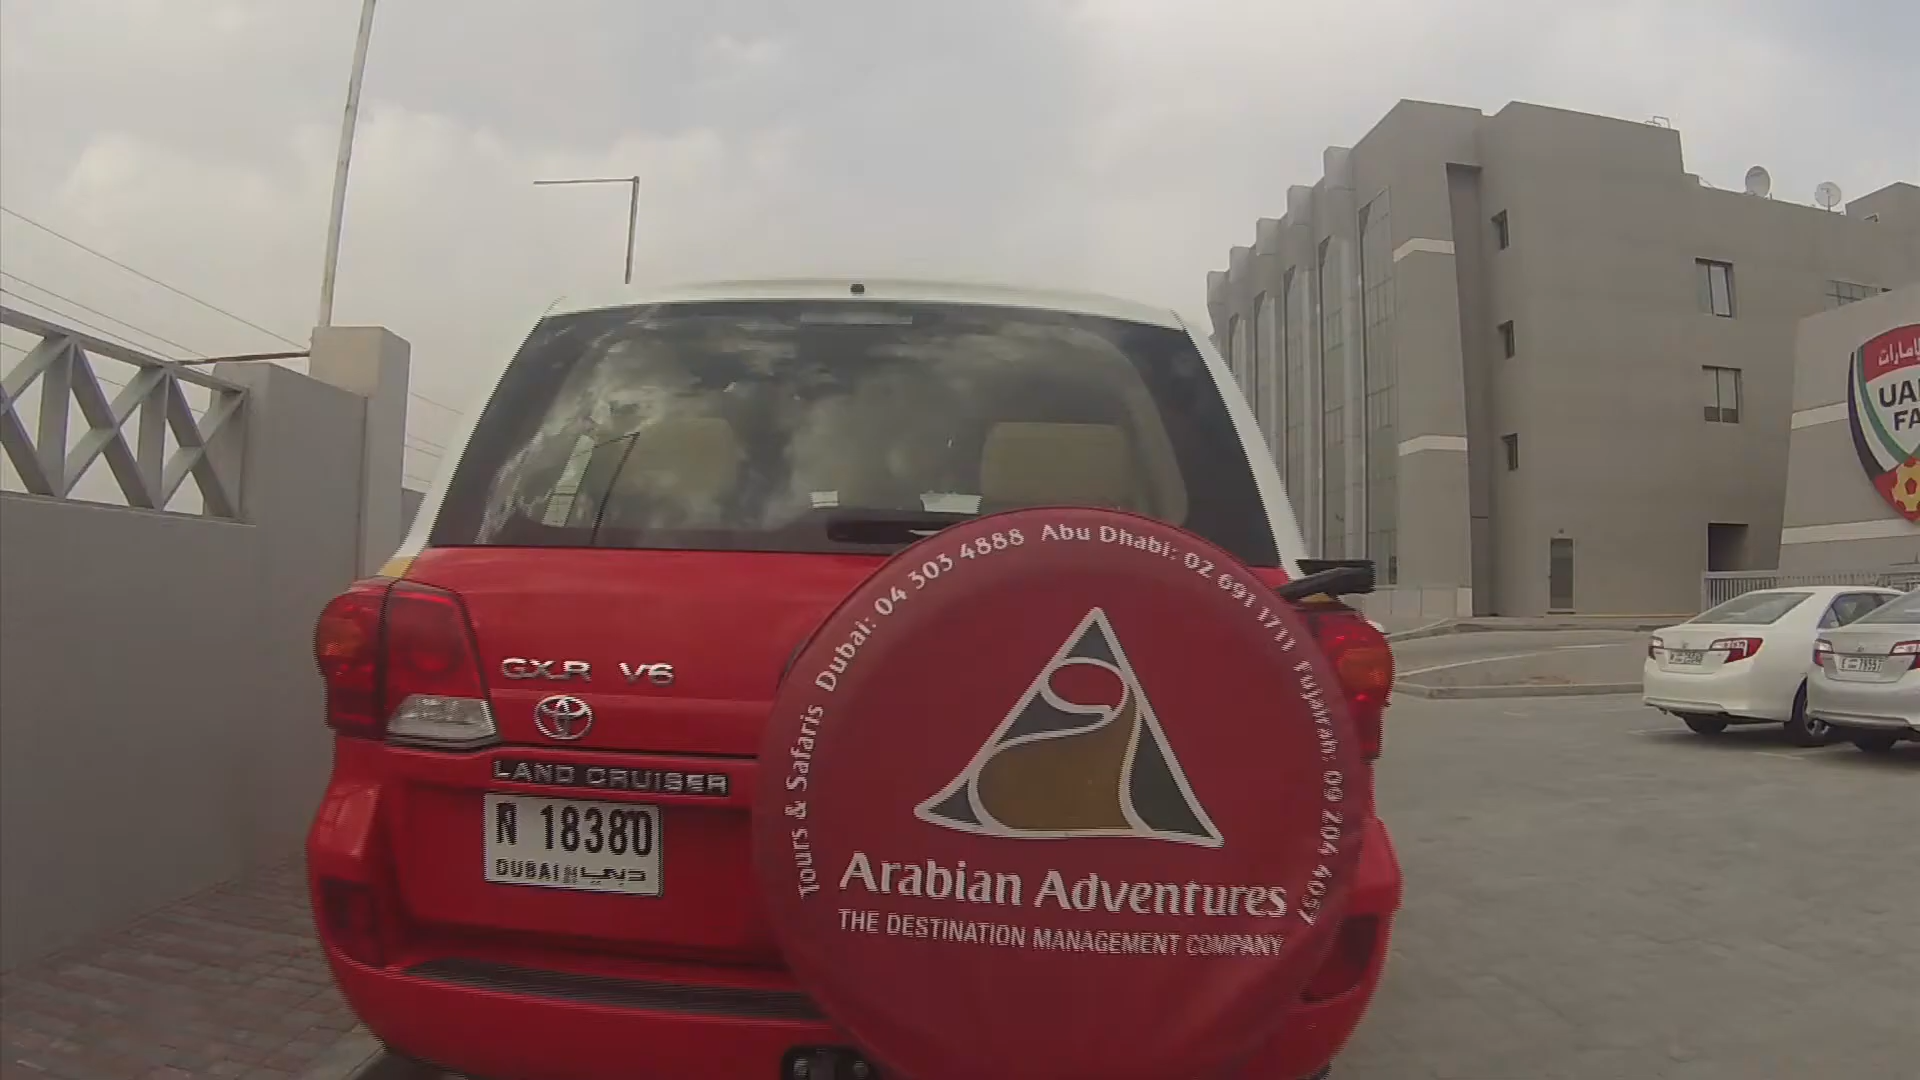 الإمارات
UAE
FA
Tours & Safaris Dubai: 04 303 4888 Abu Dhabi: 02 691 1711 Fujairah: 09 204 4057
GX.R V6
LAND CRUISER
N 18380
DUBAI دبي
Arabian Adventures
THE DESTINATION MANAGEMENT COMPANY